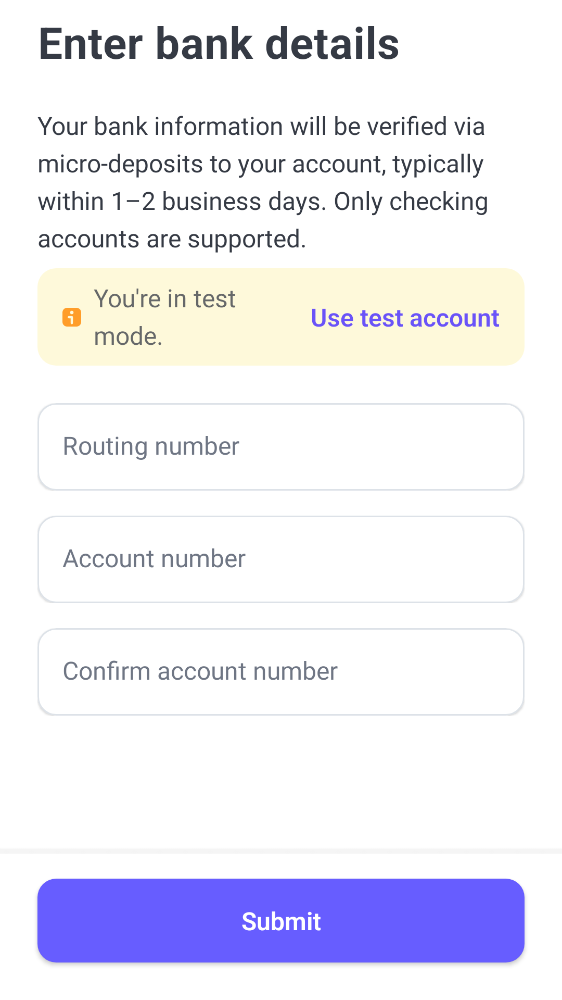 Enter bank details
Your bank information will be verified via
micro-deposits to your account, typically
within 1–2 business days. Only checking
accounts are supported.
You're in test
mode.
Use test account
Routing number
Account number
Confirm account number
Submit